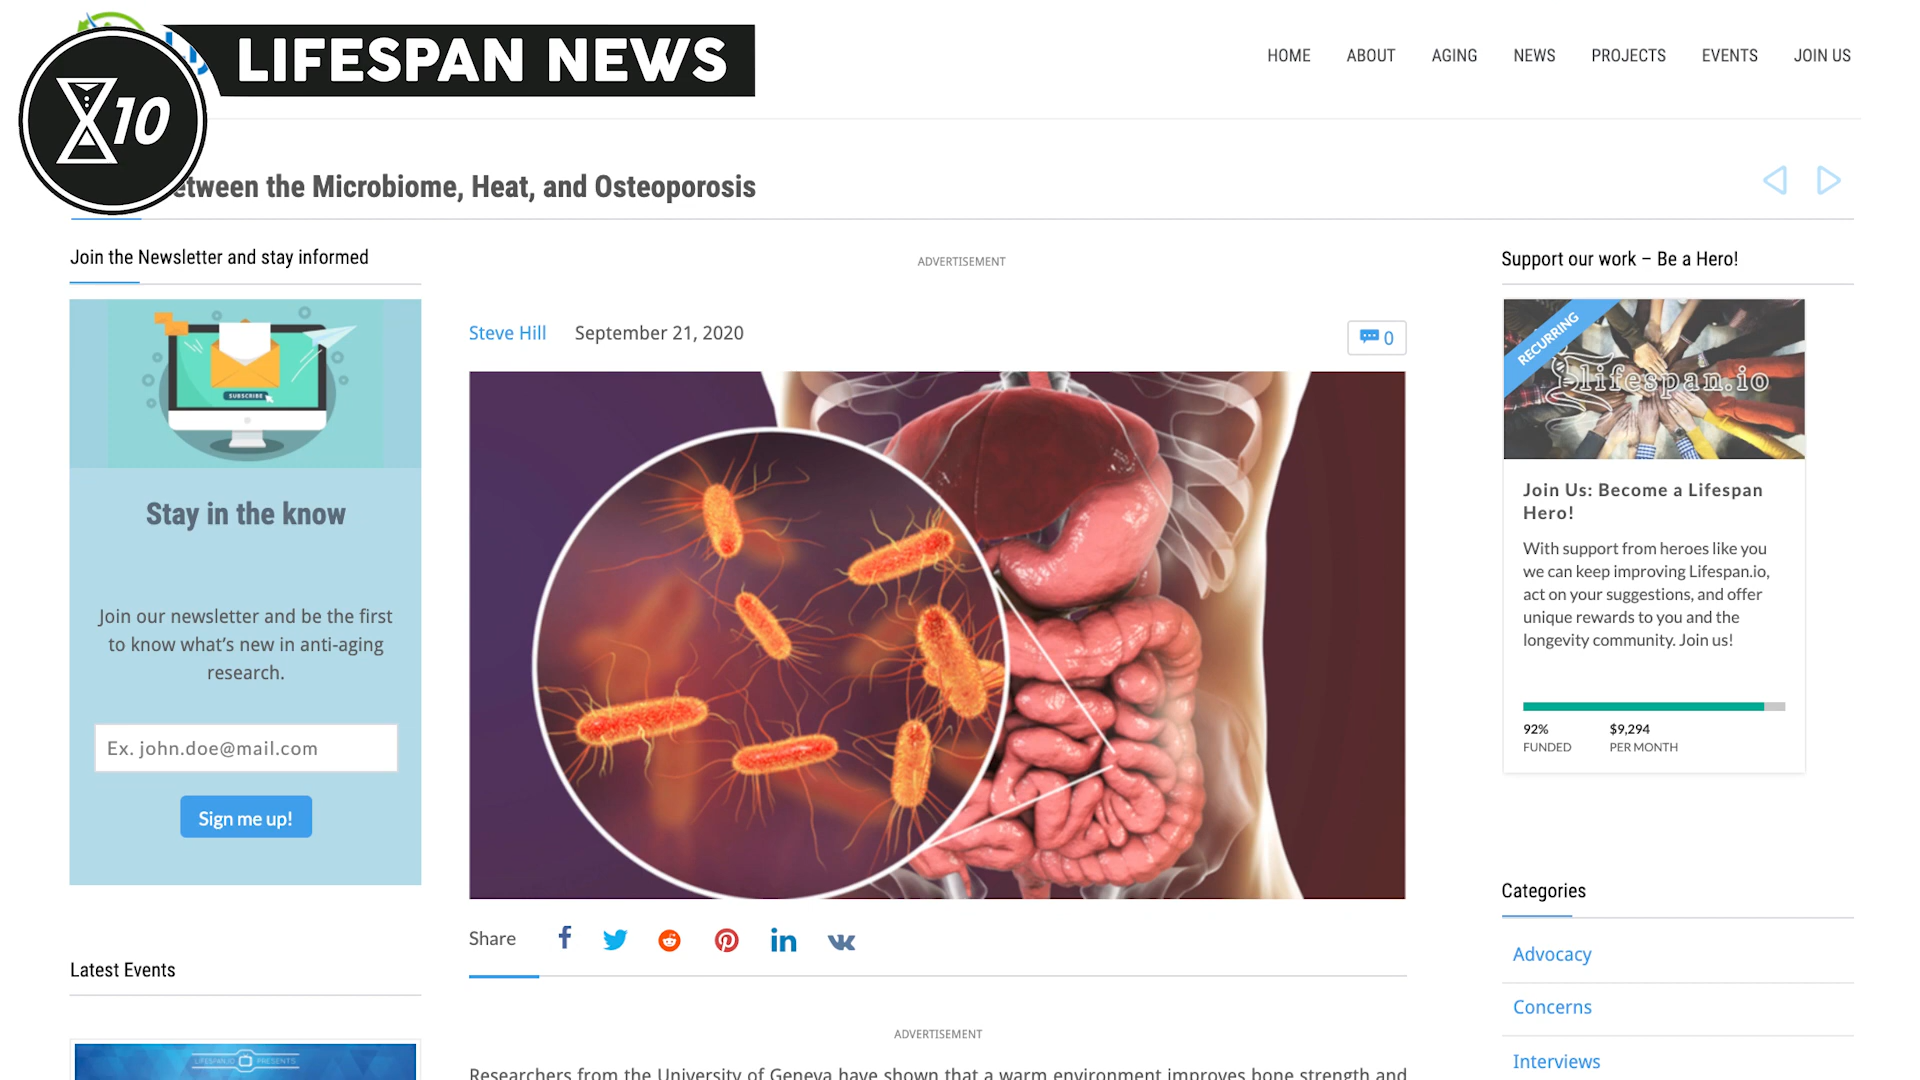 LIFESPAN NEWS
X10
HOME ABOUT AGING NEWS PROJECTS EVENTS JOIN US
etween the Microbiome, Heat, and Osteoporosis
Join the Newsletter and stay informed
SUBSCRIBE
Stay in the know
Join our newsletter and be the first
to know what's new in anti-aging
research.
Ex. john.doe@mail.com
Sign me up!
Latest Events
LIFESPAN.IO PRESENTS
ADVERTISEMENT
Steve Hill September 21, 2020
0
Share
ADVERTISEMENT
Researchers from the University of Geneva have shown that a warm environment improves bone strength and
Support our work – Be a Hero!
RECURRING
lifespan.io
Join Us: Become a Lifespan
Hero!
With support from heroes like you
we can keep improving Lifespan.io,
act on your suggestions, and offer
unique rewards to you and the
longevity community. Join us!
92% $9,294
FUNDED PER MONTH
Categories
Advocacy
Concerns
Interviews